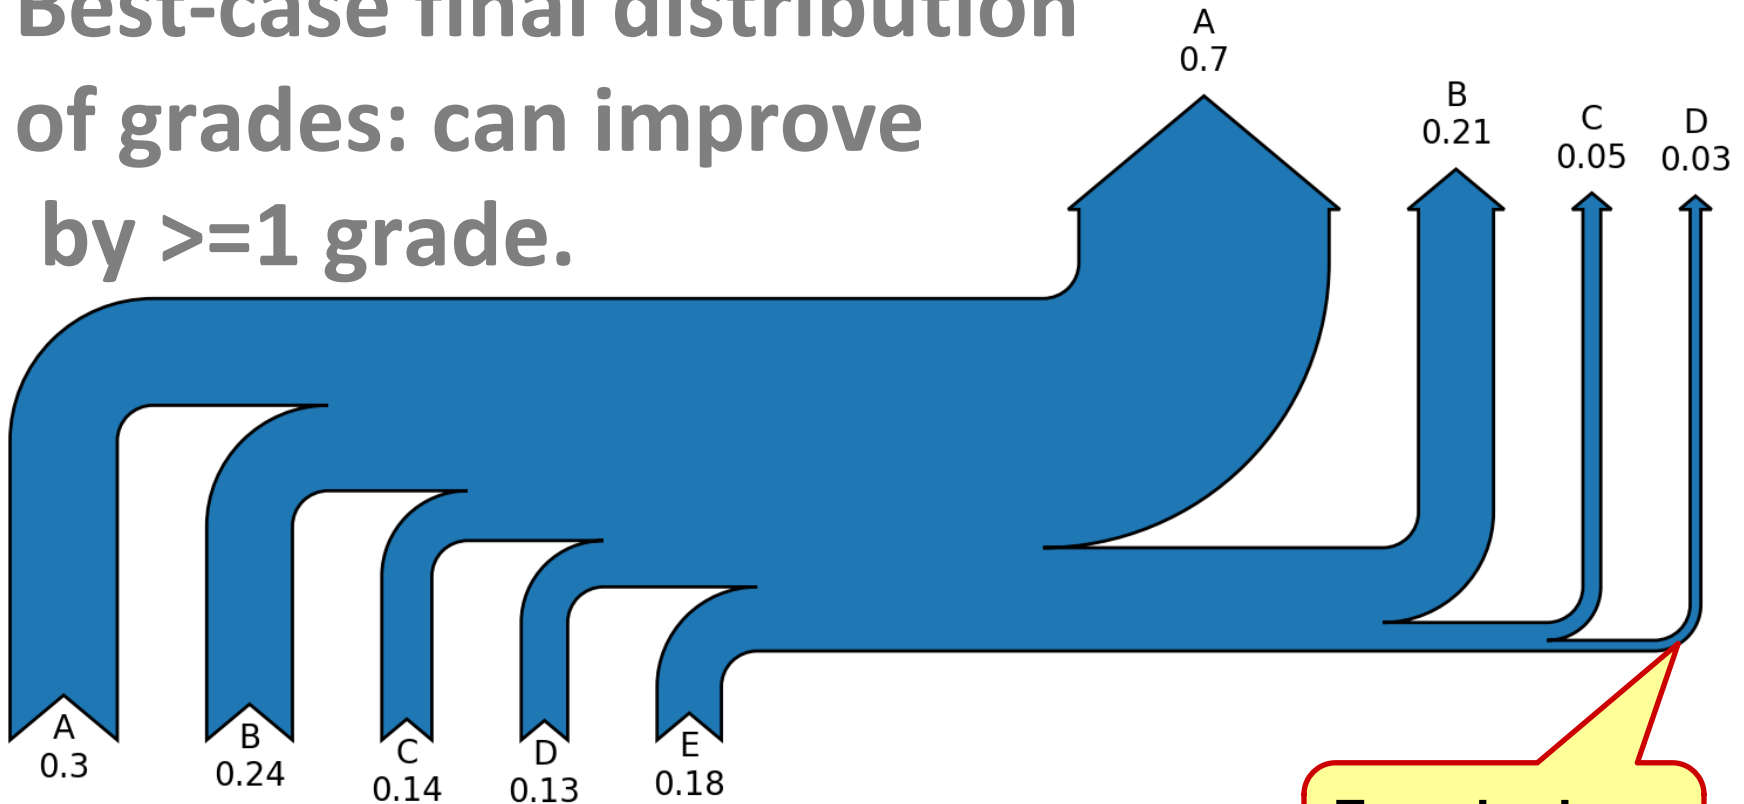 Best-case final distribution
of grades: can improve
by >=1 grade.
A
0.7
B
0.21
C
0.05
D
0.03
A
0.3
B
0.24
C
0.14
D
0.13
E
0.18